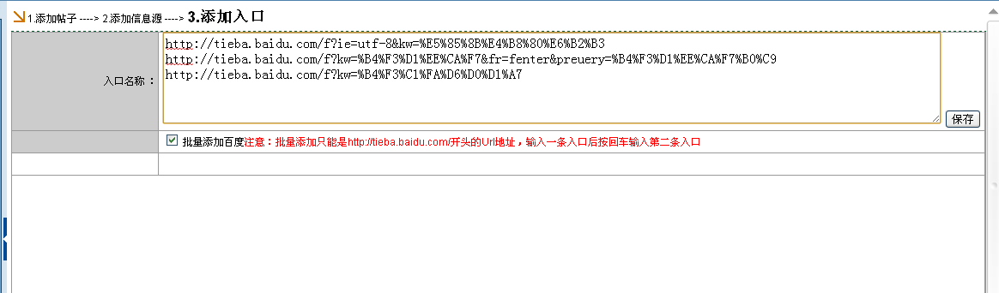 1.添加帖子 ----> 2.添加信息源 ----> 3.添加入口
入口名称：
http://tieba.baidu.com/f?ie=utf-8&kw=%E5%85%8B%E4%B8%80%E6%B2%B3
http://tieba.baidu.com/f?kw=%B4%F3%D1%EE%CA%F7&fr=fenter&preuery=%B4%F3%D1%EE%CA%F7%B0%C9
http://tieba.baidu.com/f?kw=%B4%F3%C1%FA%D6%D0%D1%A7
保存
批量添加百度注意：批量添加只能是http://tieba.baidu.com/开头的Url地址，输入一条入口后按回车输入第二条入口